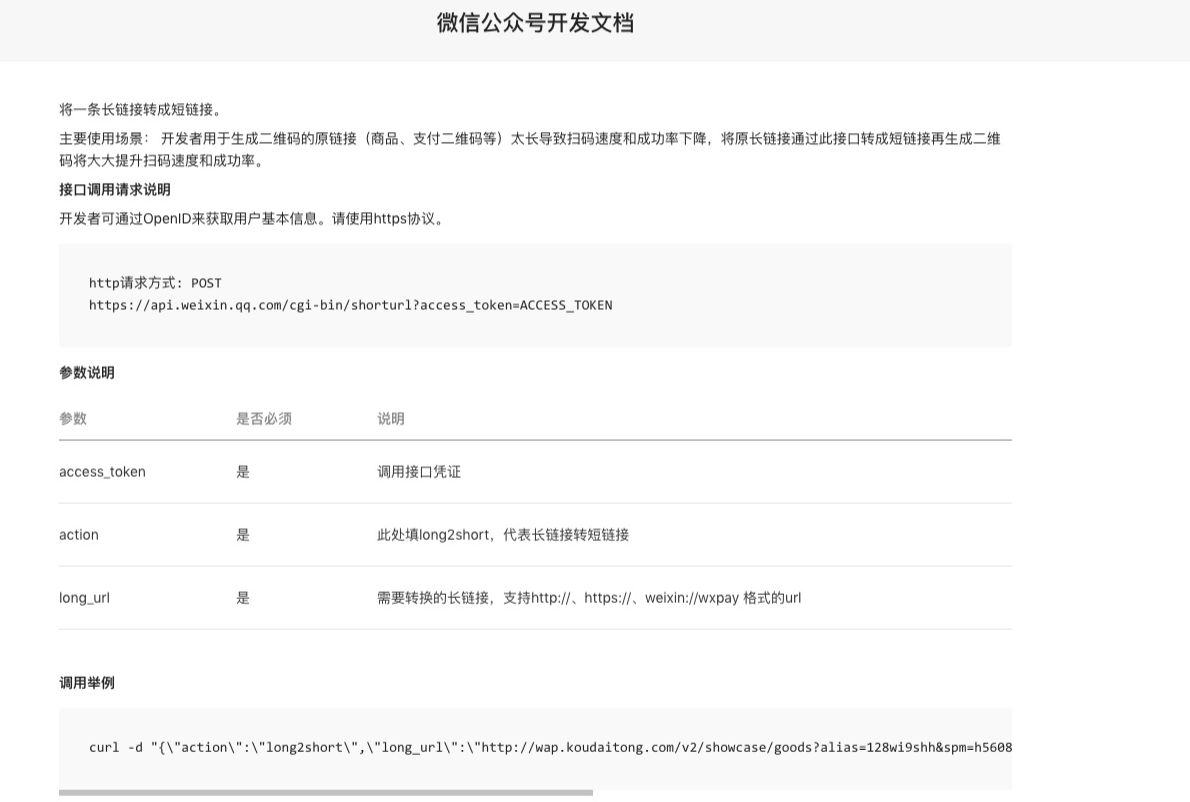 微信公众号开发文档
将一条长链接转成短链接。
主要使用场景： 开发者用于生成二维码的原链接（商品、支付二维码等）太长导致扫码速度和成功率下降，将原长链接通过此接口转成短链接再生成二维
码将大大提升扫码速度和成功率。
接口调用请求说明
开发者可通过OpenID来获取用户基本信息。请使用https协议。
http请求方式: POST
https://api.weixin.qq.com/cgi-bin/shorturl?access_token=ACCESS_TOKEN
参数说明
参数 是否必须 说明
access_token 是 调用接口凭证
action 是 此处填long2short，代表长链接转短链接
long_url 是 需要转换的长链接，支持http://、https://、weixin://wxpay 格式的url
调用举例
curl -d "{\"action\":\"long2short\",\"long_url\":\"http://wap.koudaitong.com/v2/showcase/goods?alias=128wi9shh&spm=h5608